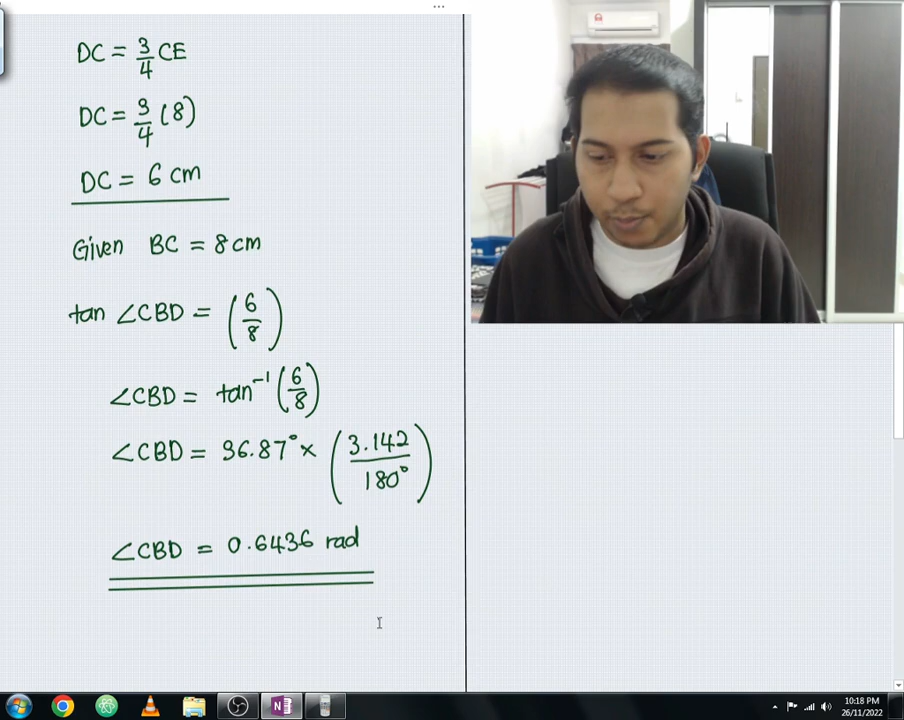 DC = 3/4 CE
DC = 3/4 (8)
DC = 6 cm
Given BC = 8 cm
tan ∠CBD = (6/8)
∠CBD = tan⁻¹ (6/8)
∠CBD = 36.87° × (3.142/180°)
∠CBD = 0.6436 rad
10:18 PM
26/11/2022